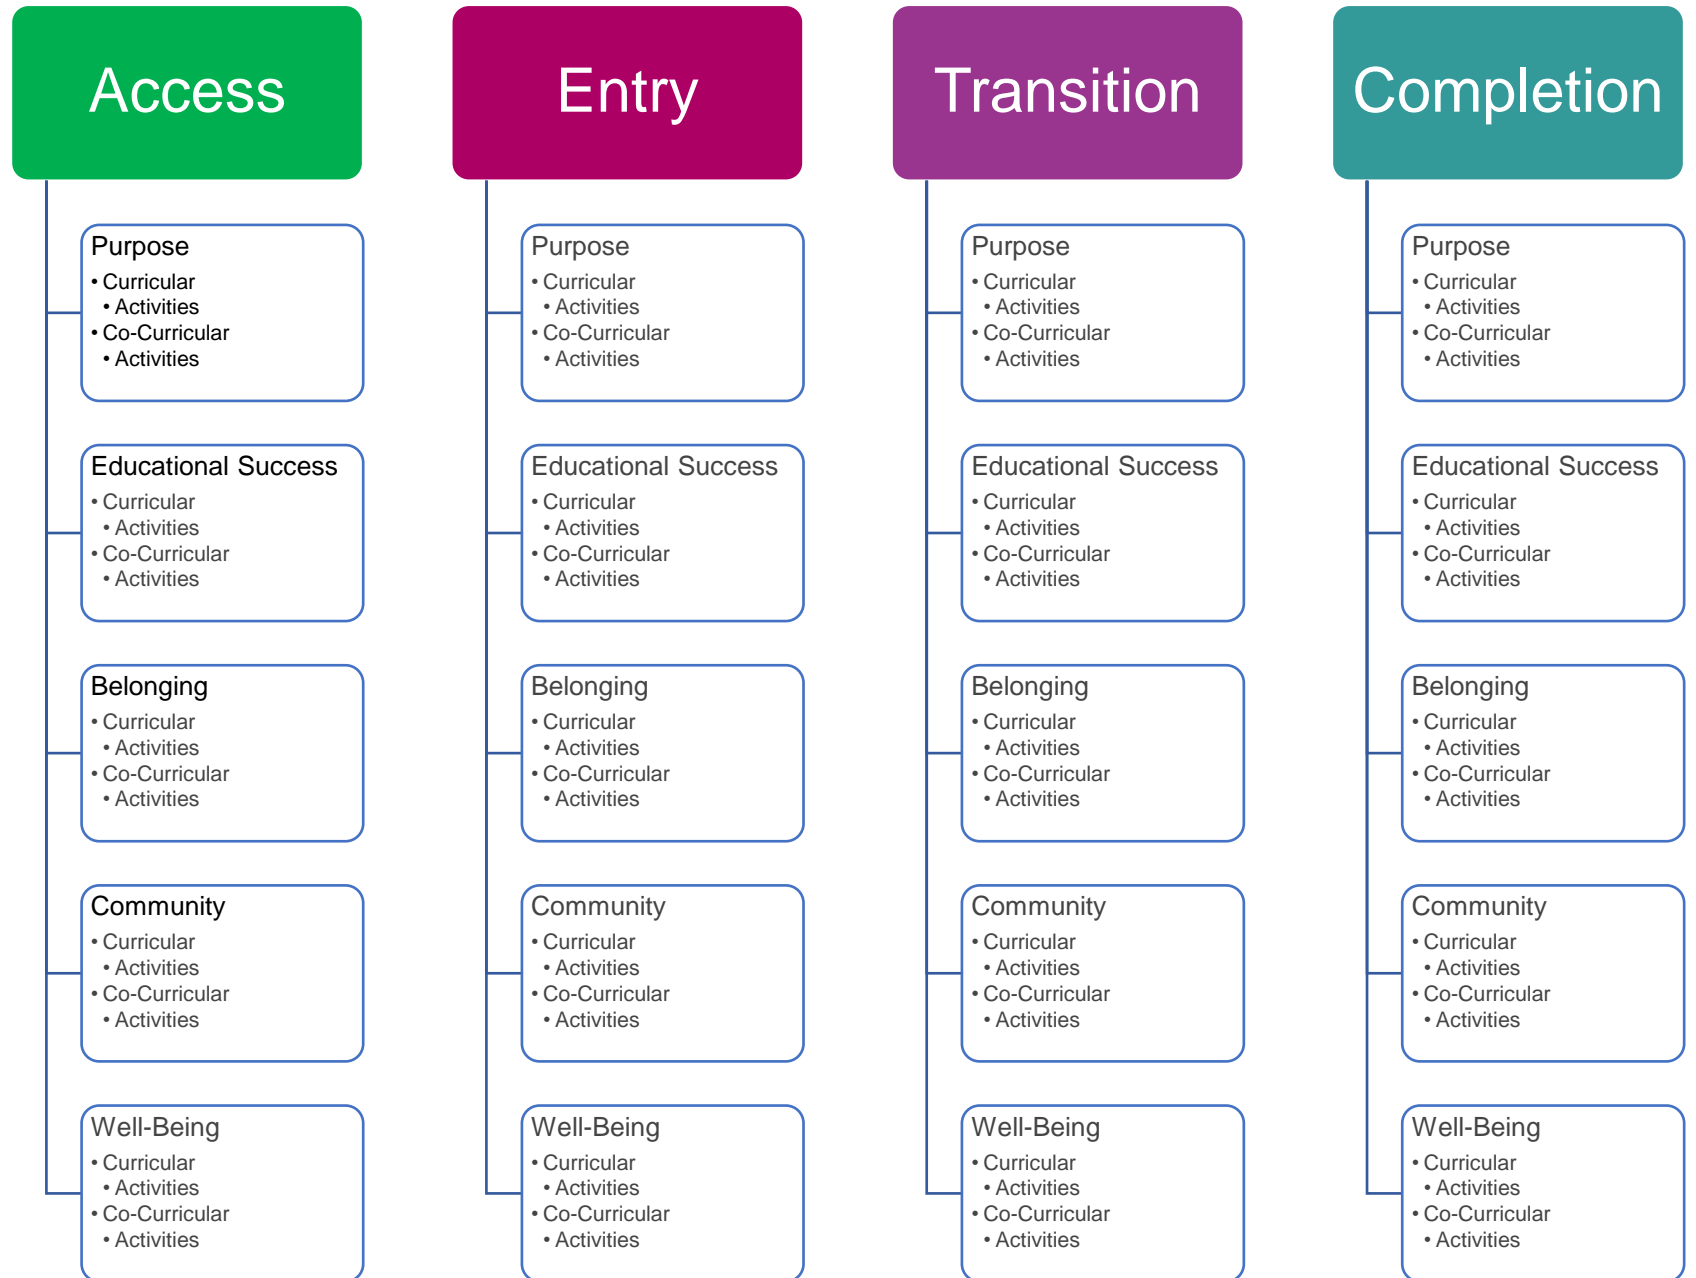 Access
Purpose
• Curricular
• Activities
• Co-Curricular
• Activities
Educational Success
• Curricular
• Activities
• Co-Curricular
• Activities
Belonging
• Curricular
• Activities
• Co-Curricular
• Activities
Community
• Curricular
• Activities
• Co-Curricular
• Activities
Well-Being
• Curricular
• Activities
• Co-Curricular
• Activities
Entry
Purpose
• Curricular
• Activities
• Co-Curricular
• Activities
Educational Success
• Curricular
• Activities
• Co-Curricular
• Activities
Belonging
• Curricular
• Activities
• Co-Curricular
• Activities
Community
• Curricular
• Activities
• Co-Curricular
• Activities
Well-Being
• Curricular
• Activities
• Co-Curricular
• Activities
Transition
Purpose
• Curricular
• Activities
• Co-Curricular
• Activities
Educational Success
• Curricular
• Activities
• Co-Curricular
• Activities
Belonging
• Curricular
• Activities
• Co-Curricular
• Activities
Community
• Curricular
• Activities
• Co-Curricular
• Activities
Well-Being
• Curricular
• Activities
• Co-Curricular
• Activities
Completion
Purpose
• Curricular
• Activities
• Co-Curricular
• Activities
Educational Success
• Curricular
• Activities
• Co-Curricular
• Activities
Belonging
• Curricular
• Activities
• Co-Curricular
• Activities
Community
• Curricular
• Activities
• Co-Curricular
• Activities
Well-Being
• Curricular
• Activities
• Co-Curricular
• Activities